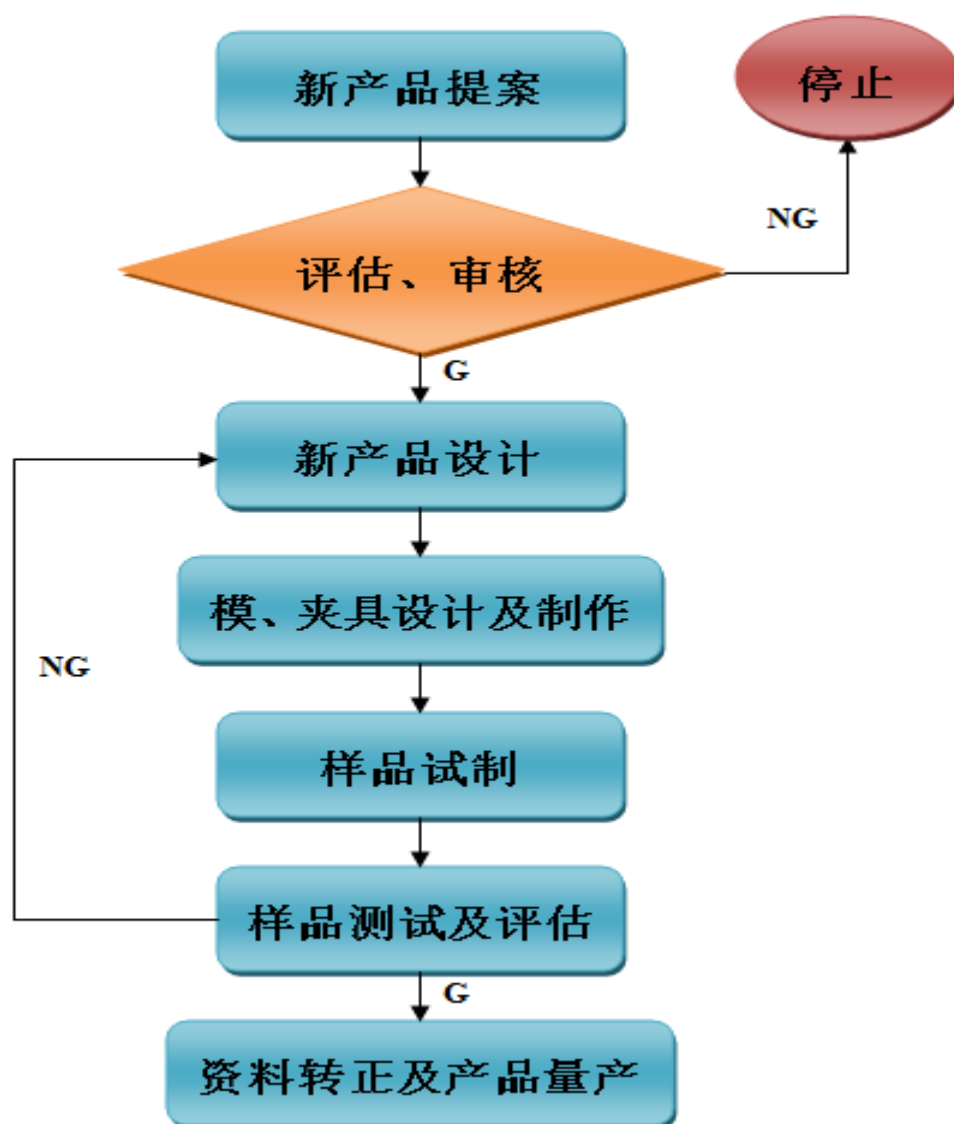 新产品提案
停止
NG
评估、审核
G
新产品设计
模、夹具设计及制作
NG
样品试制
样品测试及评估
G
资料转正及产品量产